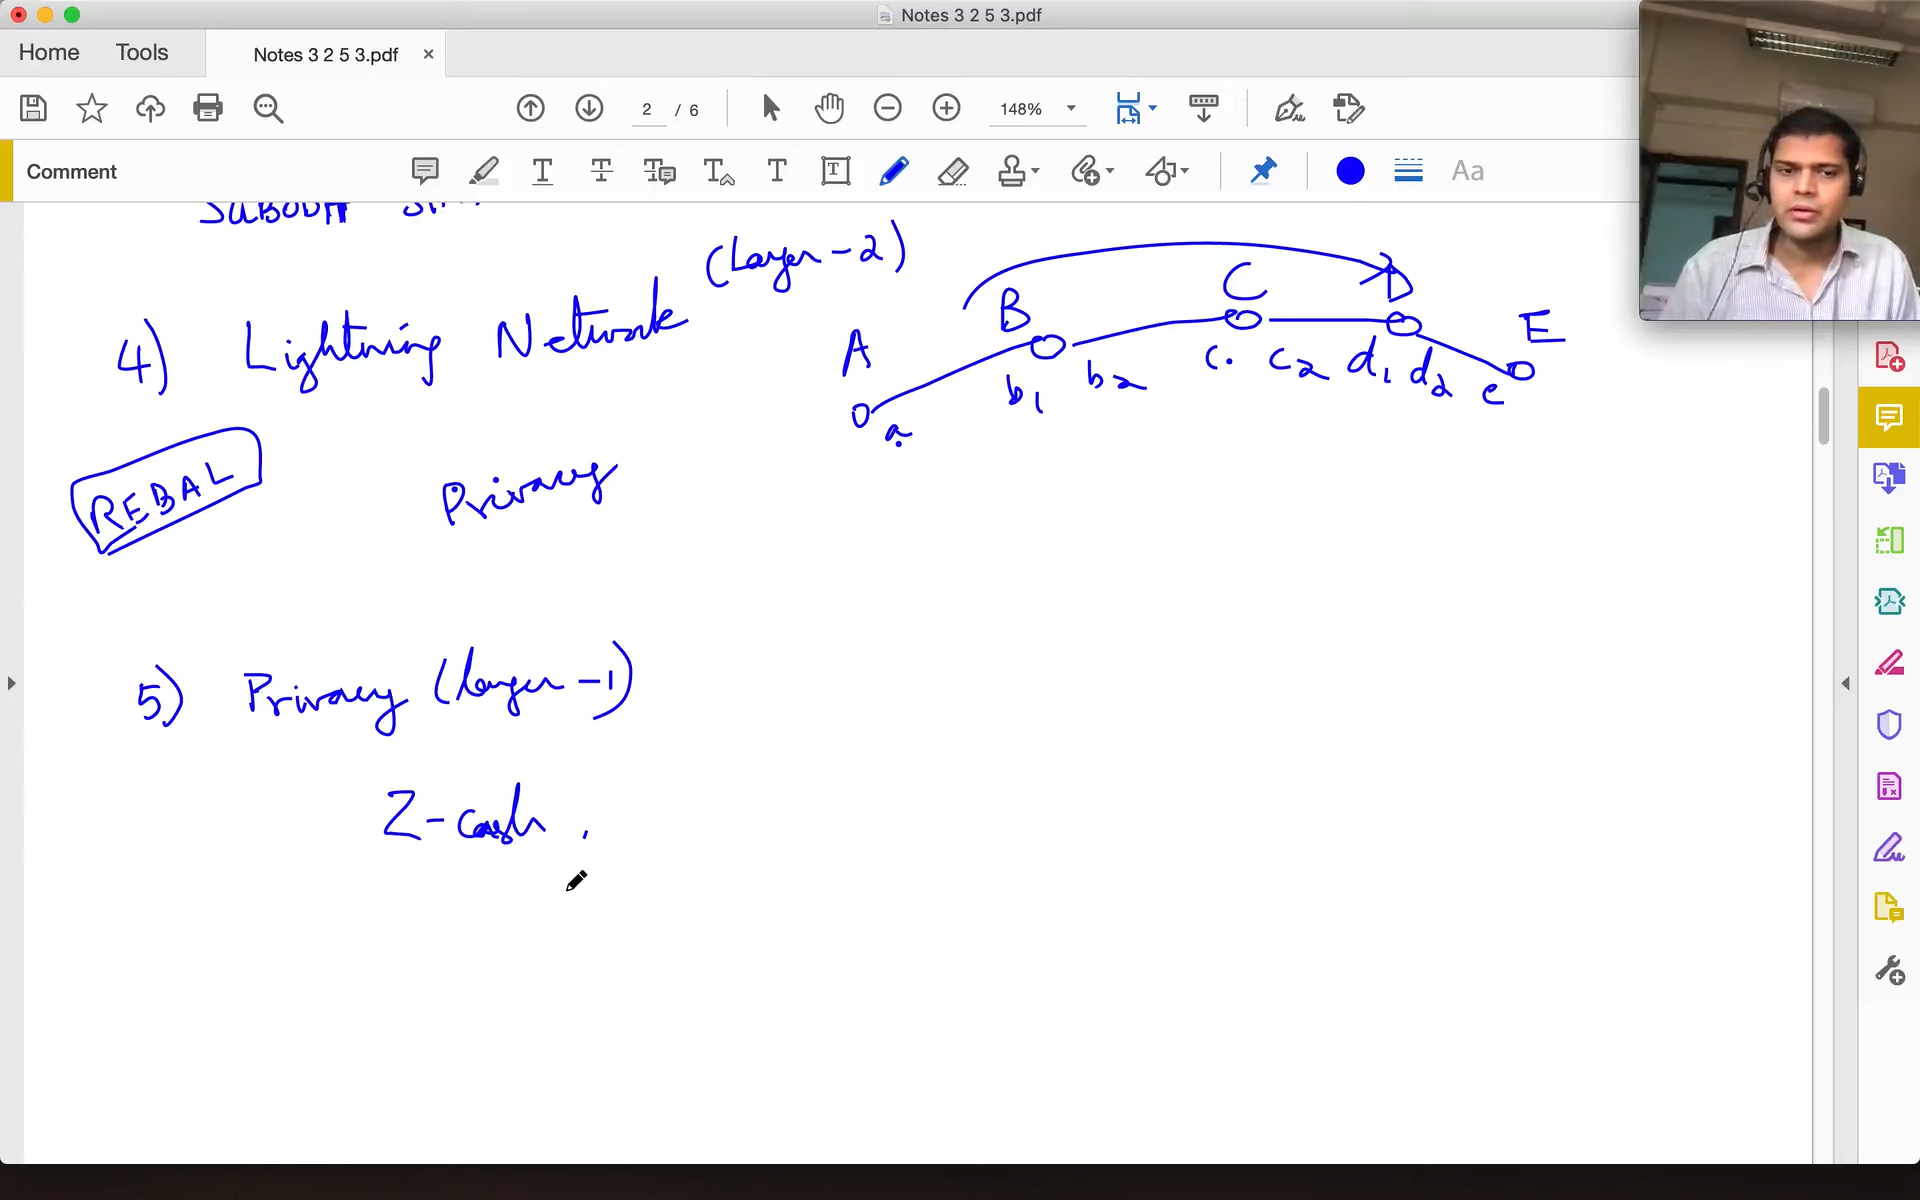 Notes 3 2 5 3.pdf
Home
Tools
Notes 3 2 5 3.pdf ×
2 / 6
148%
Comment
Aa
SUBODH
(Layer-2)
4) Lightning Network
A B C D E
a b1 b2 c. c2 d1 d2 e
REBAL
Privacy
5) Privacy (layer-1)
Z-cash ,